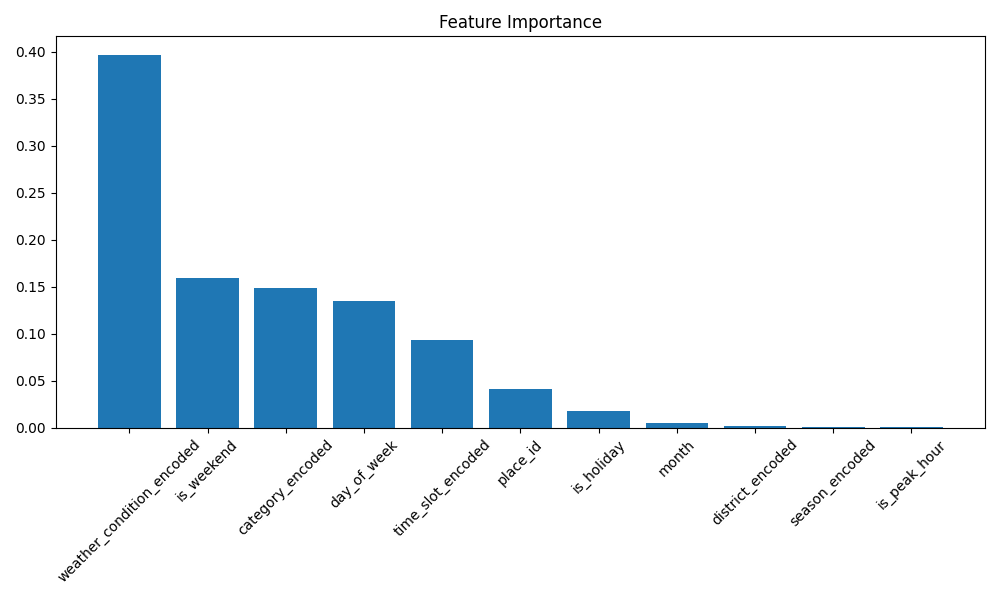 Feature Importance
0.40
0.35
0.30
0.25
0.20
0.15
0.10
0.05
0.00
weather_condition_encoded
is_weekend
category_encoded
day_of_week
time_slot_encoded
place_id
is_holiday
month
district_encoded
season_encoded
is_peak_hour